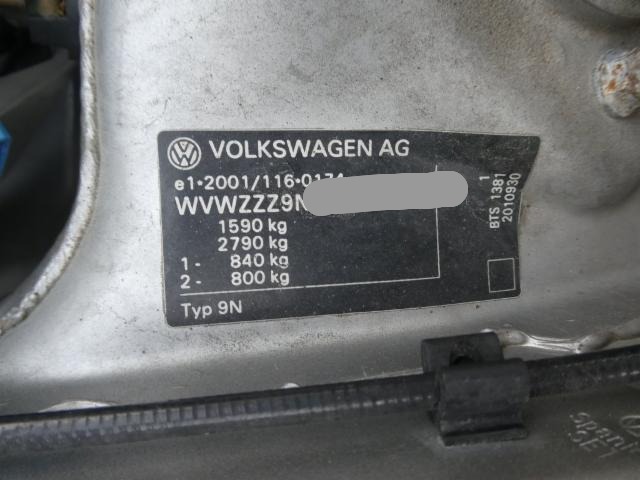 VOLKSWAGEN AG
e1*2001/116*0174
WVWZZZ9N
1590 kg
2790 kg
1 - 840 kg
2 - 800 kg
Typ 9N
1
BTS 1381
2010930